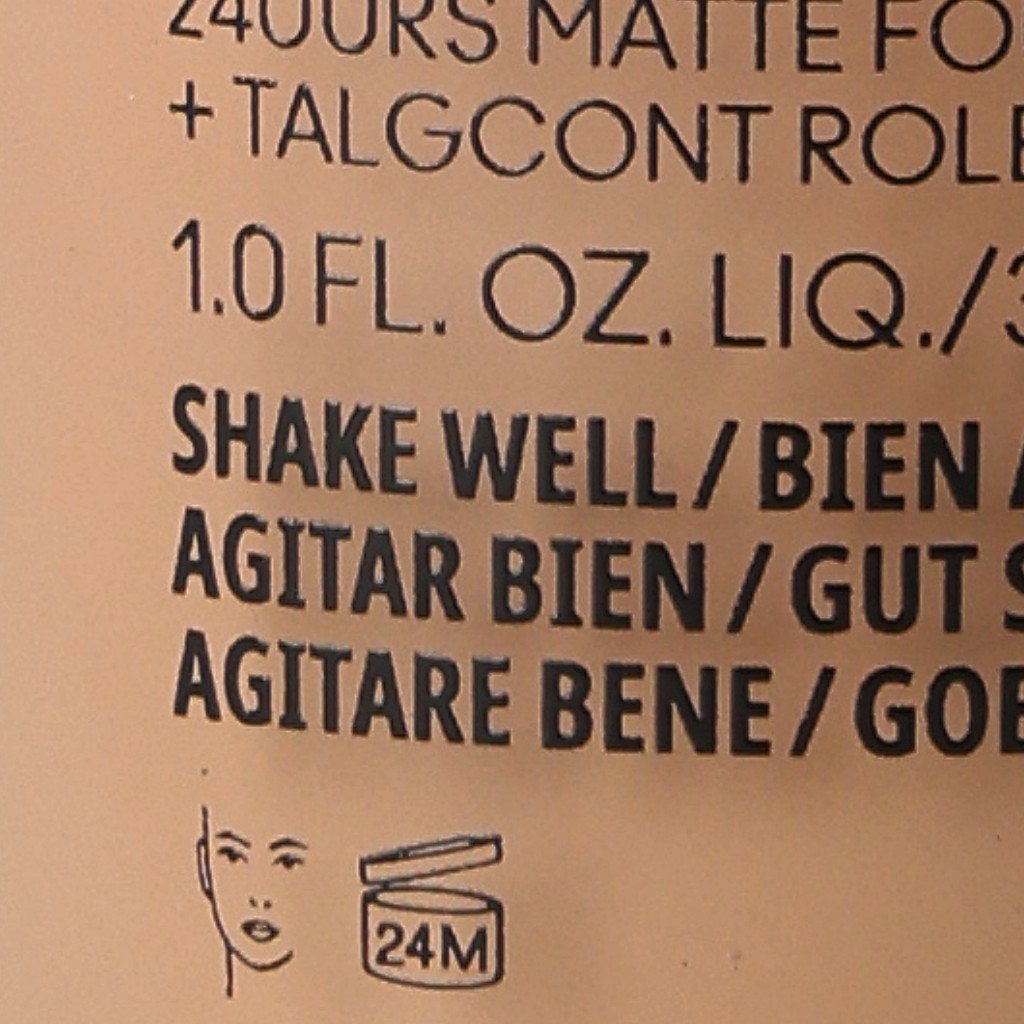 24OURS MATTE FO
+ TALGCONT ROLE
1.0 FL. OZ. LIQ./3
SHAKE WELL / BIEN A
AGITAR BIEN / GUT S
AGITARE BENE / GOE
24M